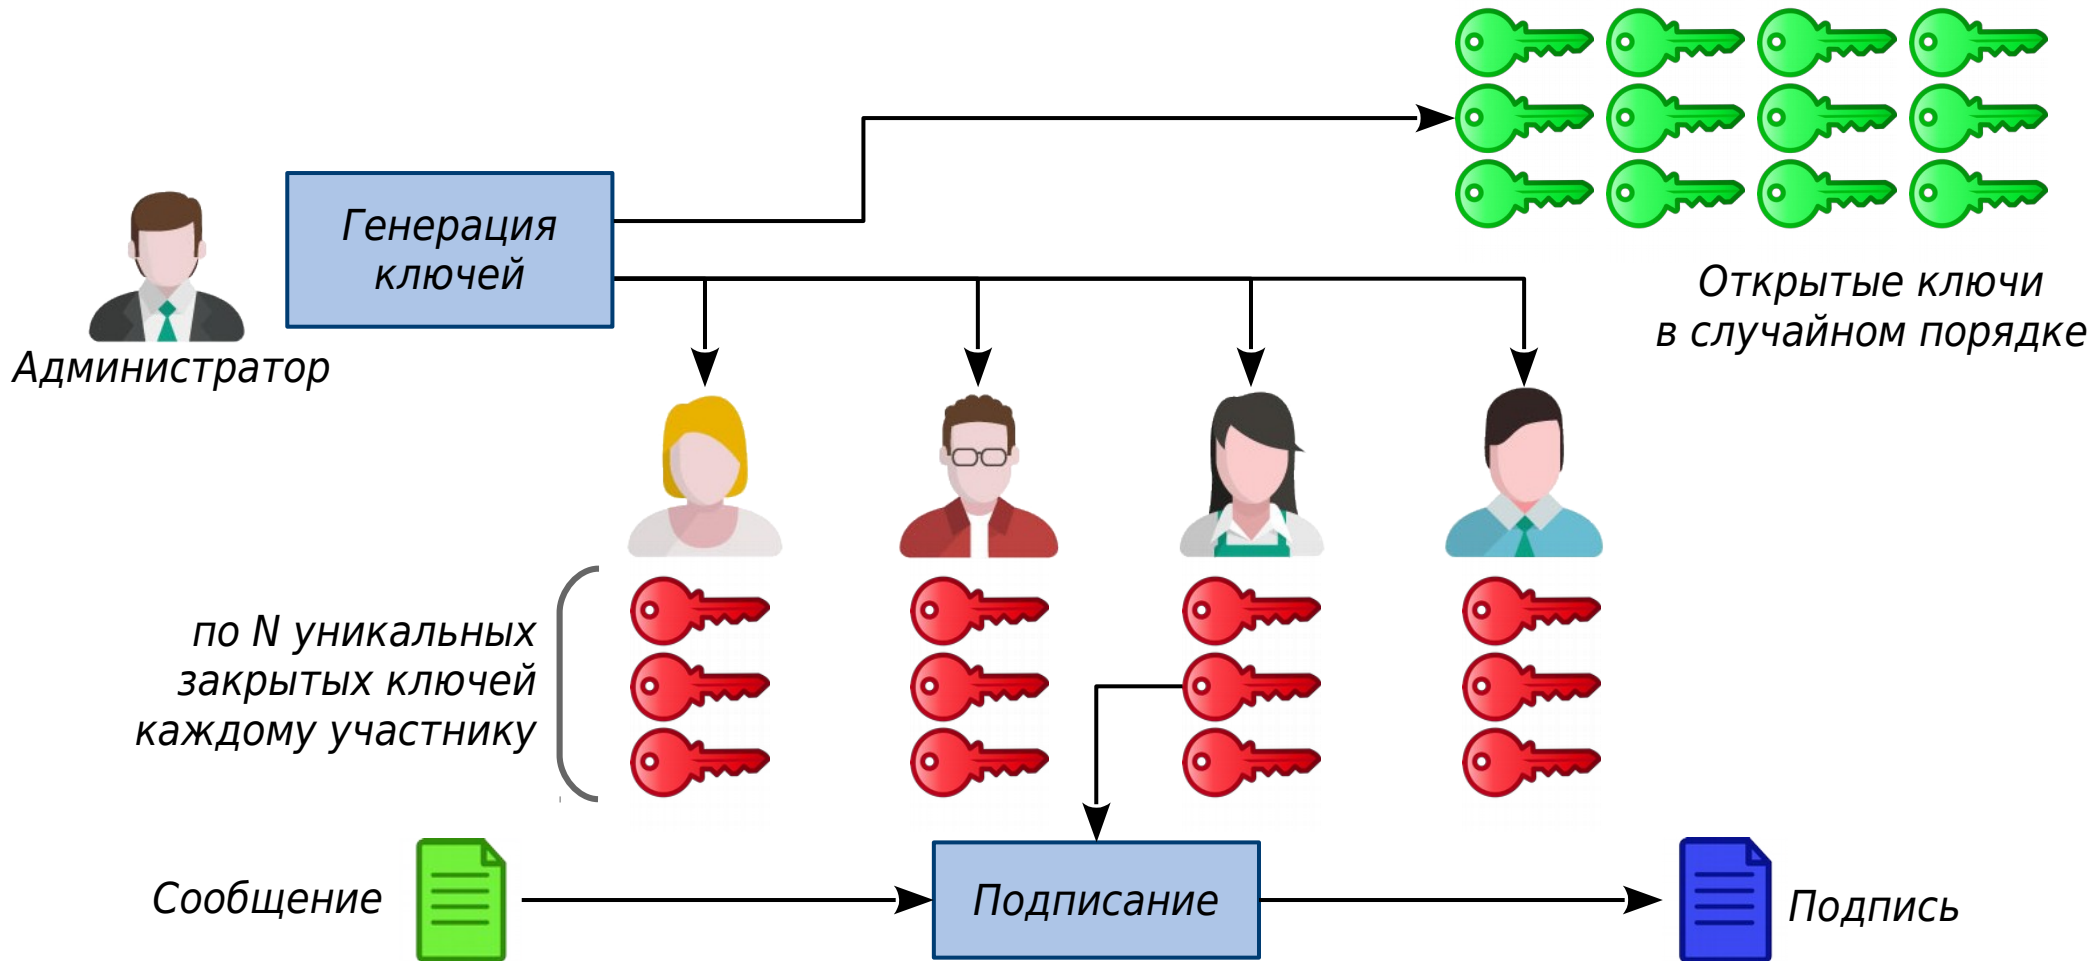 Генерация
ключей
Администратор
Открытые ключи
в случайном порядке
по N уникальных
закрытых ключей
каждому участнику
Сообщение
Подписание
Подпись